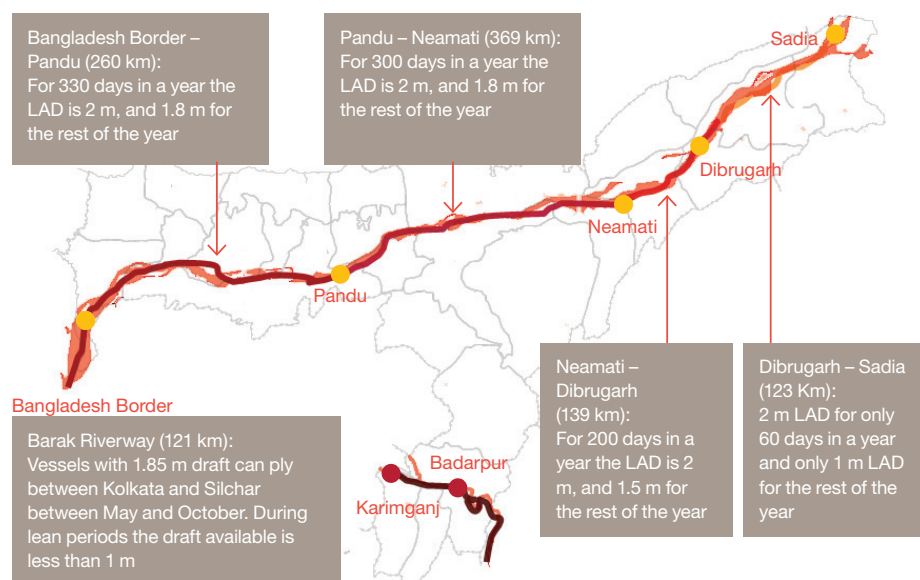 Bangladesh Border –
Pandu (260 km):
For 330 days in a year the
LAD is 2 m, and 1.8 m for
the rest of the year
Pandu – Neamati (369 km):
For 300 days in a year the
LAD is 2 m, and 1.8 m for
the rest of the year
Sadia
Dibrugarh
Neamati
Pandu
Bangladesh Border
Barak Riverway (121 km):
Vessels with 1.85 m draft can ply
between Kolkata and Silchar
between May and October. During
lean periods the draft available is
less than 1 m
Badarpur
Karimganj
Neamati –
Dibrugarh
(139 km):
For 200 days in a
year the LAD is 2
m, and 1.5 m for
the rest of the year
Dibrugarh – Sadia
(123 Km):
2 m LAD for only
60 days in a year
and only 1 m LAD
for the rest of the
year